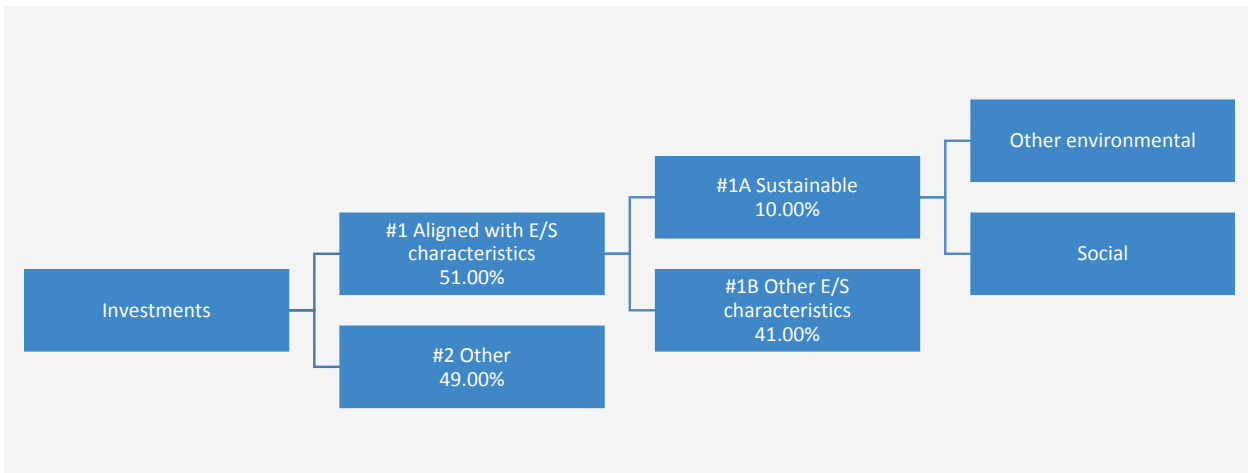 Investments
#1 Aligned with E/S
characteristics
51.00%
#2 Other
49.00%
#1A Sustainable
10.00%
#1B Other E/S
characteristics
41.00%
Other environmental
Social